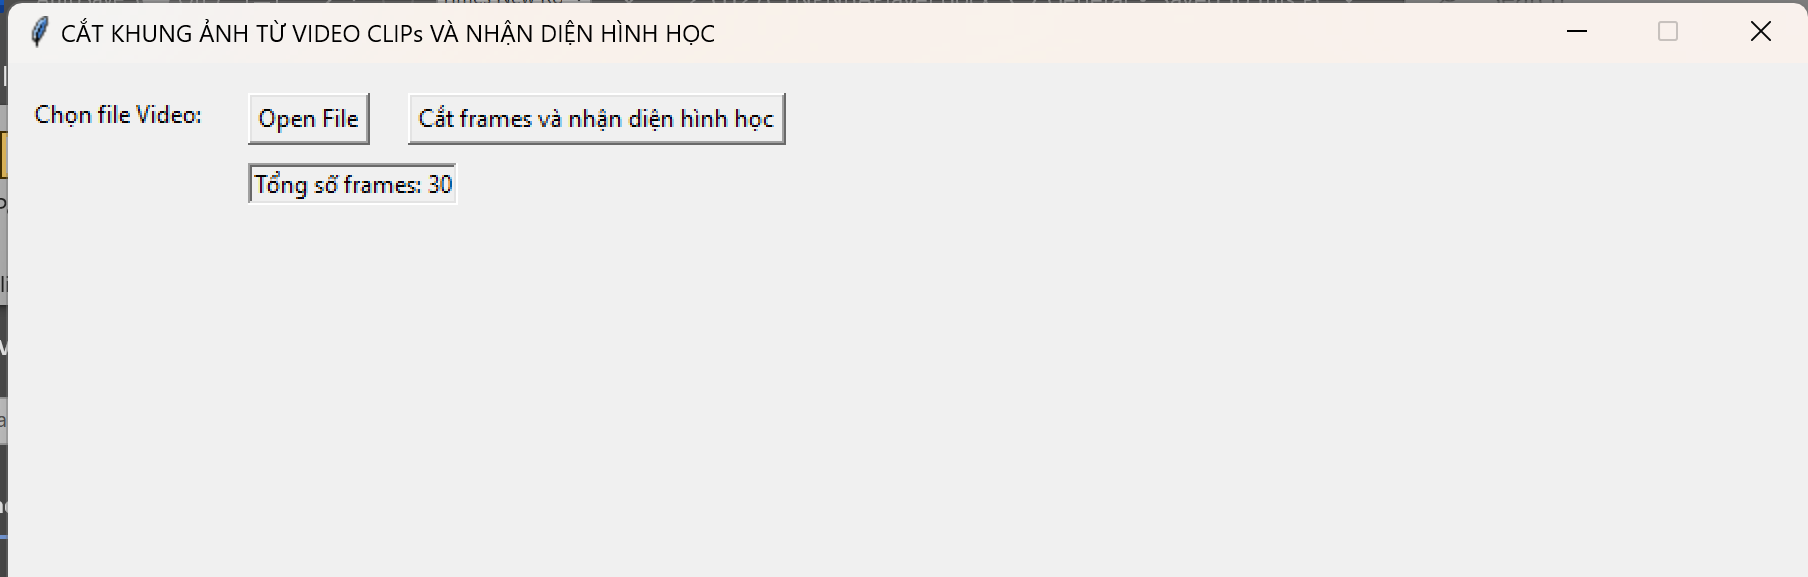 CẮT KHUNG ẢNH TỪ VIDEO CLIPs VÀ NHẬN DIỆN HÌNH HỌC
Chọn file Video: Open File Cắt frames và nhận diện hình học
Tổng số frames: 30